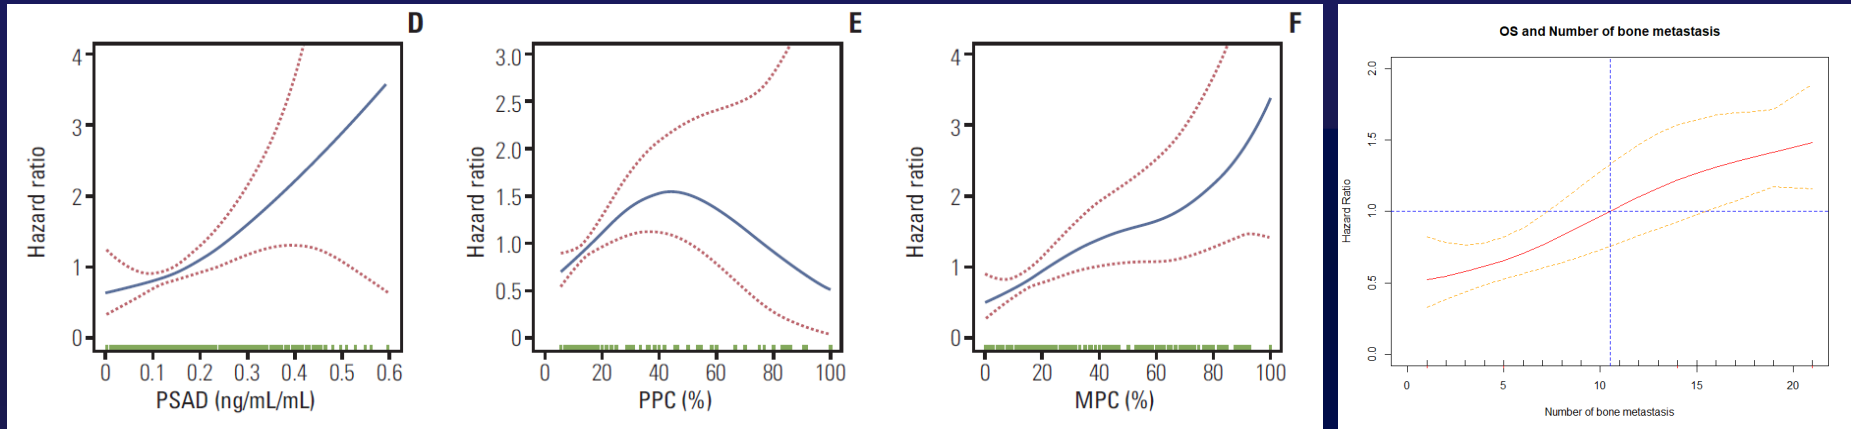 D
4
3
2
1
0
Hazard ratio
0 0.1 0.2 0.3 0.4 0.5 0.6
PSAD (ng/mL/mL)
E
3.0
2.5
2.0
1.5
1.0
0.5
0
Hazard ratio
0 20 40 60 80 100
PPC (%)
F
4
3
2
1
0
Hazard ratio
0 20 40 60 80 100
MPC (%)
OS and Number of bone metastasis
2.0
1.5
1.0
0.5
0.0
Hazard Ratio
0 5 10 15 20
Number of bone metastasis